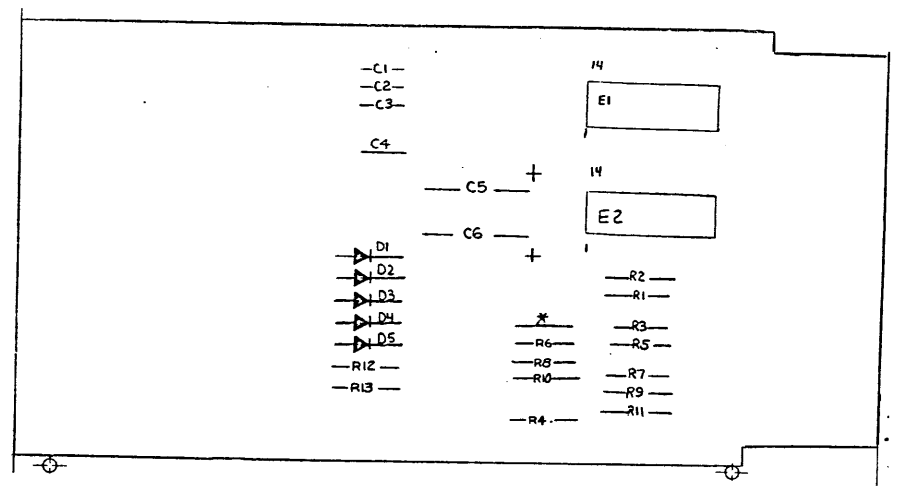 C1
C2
C3
C4
C5
+
C6
+
14
E1
1
14
E2
1
D1
D2
D3
D4
D5
R12
R13
*
R6
R8
R10
R4
R2
R1
R3
R5
R7
R9
R11